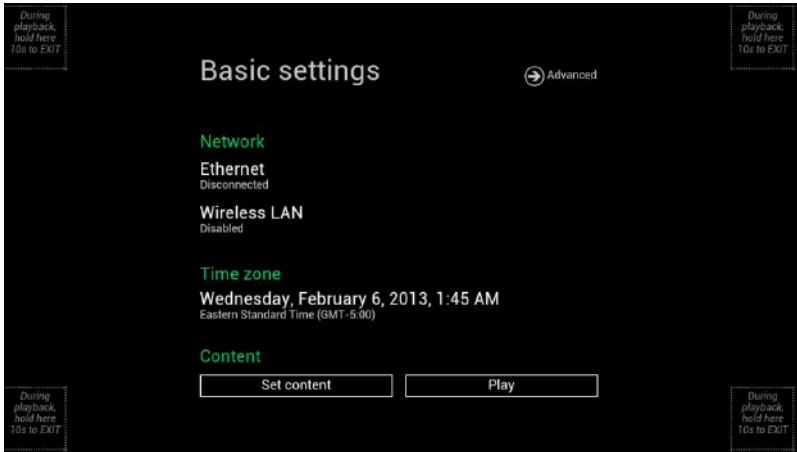 During
playback,
hold here
10s to EXIT
During
playback,
hold here
10s to EXIT
Basic settings
Advanced
Network
Ethernet
Disconnected
Wireless LAN
Disabled
Time zone
Wednesday, February 6, 2013, 1:45 AM
Eastern Standard Time (GMT-5:00)
Content
Set content
Play
During
playback,
hold here
10s to EXIT
During
playback,
hold here
10s to EXIT